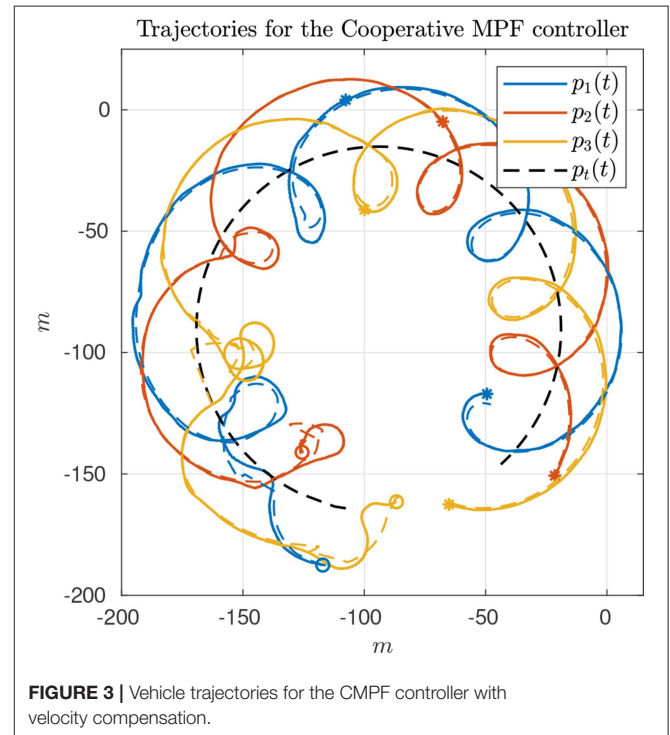 Trajectories for the Cooperative MPF controller
p₁(t)
p₂(t)
p₃(t)
pₜ(t)
0
-50
-100
-150
-200
m
-200
-150
-100
-50
0
m
FIGURE 3 | Vehicle trajectories for the CMPF controller with
velocity compensation.